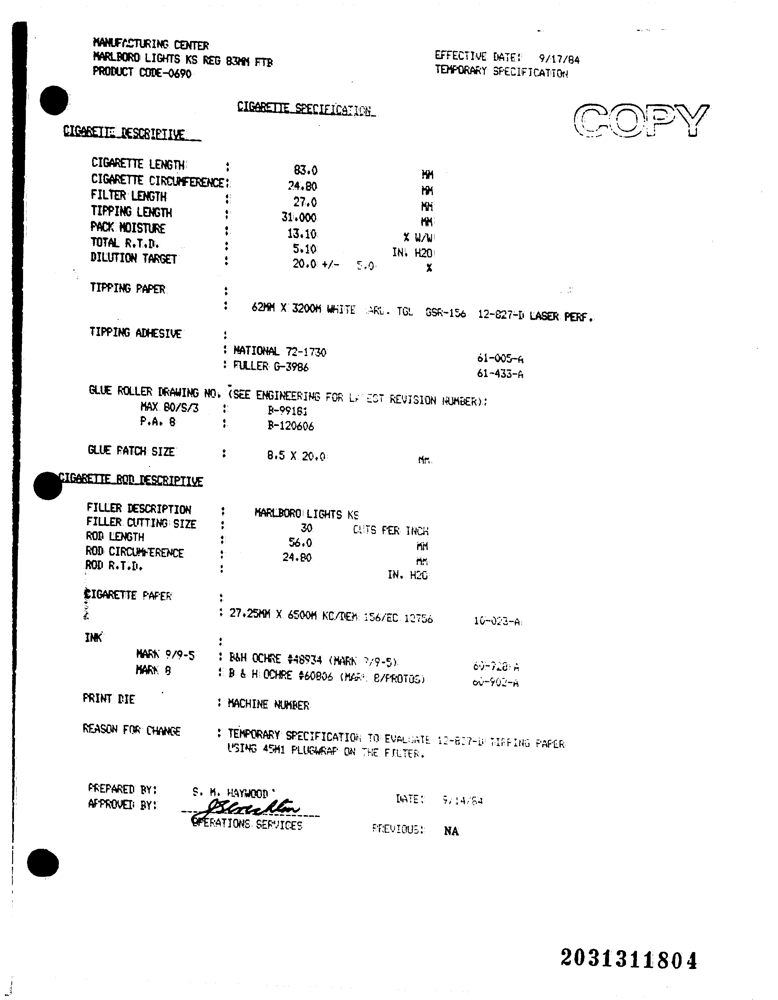 MANUFACTURING CENTER
MARLBORO LIGHTS KS REG 83MM FTB
PRODUCT CODE-0690
EFFECTIVE DATE: 9/17/84
TEMPORARY SPECIFICATION
CIGARETTE SPECIFICATION
COPY
CIGARETTE DESCRIPTIVE
CIGARETTE LENGTH : 83.0 MM
CIGARETTE CIRCUMFERENCE: 24.80 MM
FILTER LENGTH : 27.0 MM
TIPPING LENGTH : 31.000 MM
PACK MOISTURE : 13.10 % W/W
TOTAL R.T.D. : 5.10 IN. H2O
DILUTION TARGET : 20.0 +/- 5.0 %
TIPPING PAPER :
: 62MM X 3200M WHITE TGL GSR-156 12-827-D LASER PERF.
TIPPING ADHESIVE :
: NATIONAL 72-1730 61-005-A
: FULLER G-3986 61-433-A
GLUE ROLLER DRAWING NO. (SEE ENGINEERING FOR LATEST REVISION NUMBER):
MAX 80/S/3 : B-99181
P.A. 8 : B-120606
GLUE PATCH SIZE : 8.5 X 20.0 MM
CIGARETTE ROD DESCRIPTIVE
FILLER DESCRIPTION : MARLBORO LIGHTS KS
FILLER CUTTING SIZE : 30 CUTS PER INCH
ROD LENGTH : 56.0 MM
ROD CIRCUMFERENCE : 24.80 MM
ROD R.T.D. : IN. H2O
CIGARETTE PAPER :
: 27.25MM X 6500M KC/DEM 156/EC 12756 10-023-A
INK :
MARK 9/9-5 : B&H OCHRE #48934 (MARK 9/9-5) 60-728-A
MARK 8 : B & H OCHRE #60806 (MARK 8/PROTOS) 60-902-A
PRINT DIE : MACHINE NUMBER
REASON FOR CHANGE : TEMPORARY SPECIFICATION TO EVALUATE 12-827-D TIPPING PAPER
USING 45M1 PLUGWRAP ON THE FILTER.
PREPARED BY: S. M. HAYWOOD DATE: 9/14/84
APPROVED BY:
OPERATIONS SERVICES PREVIOUS: NA
2031311804